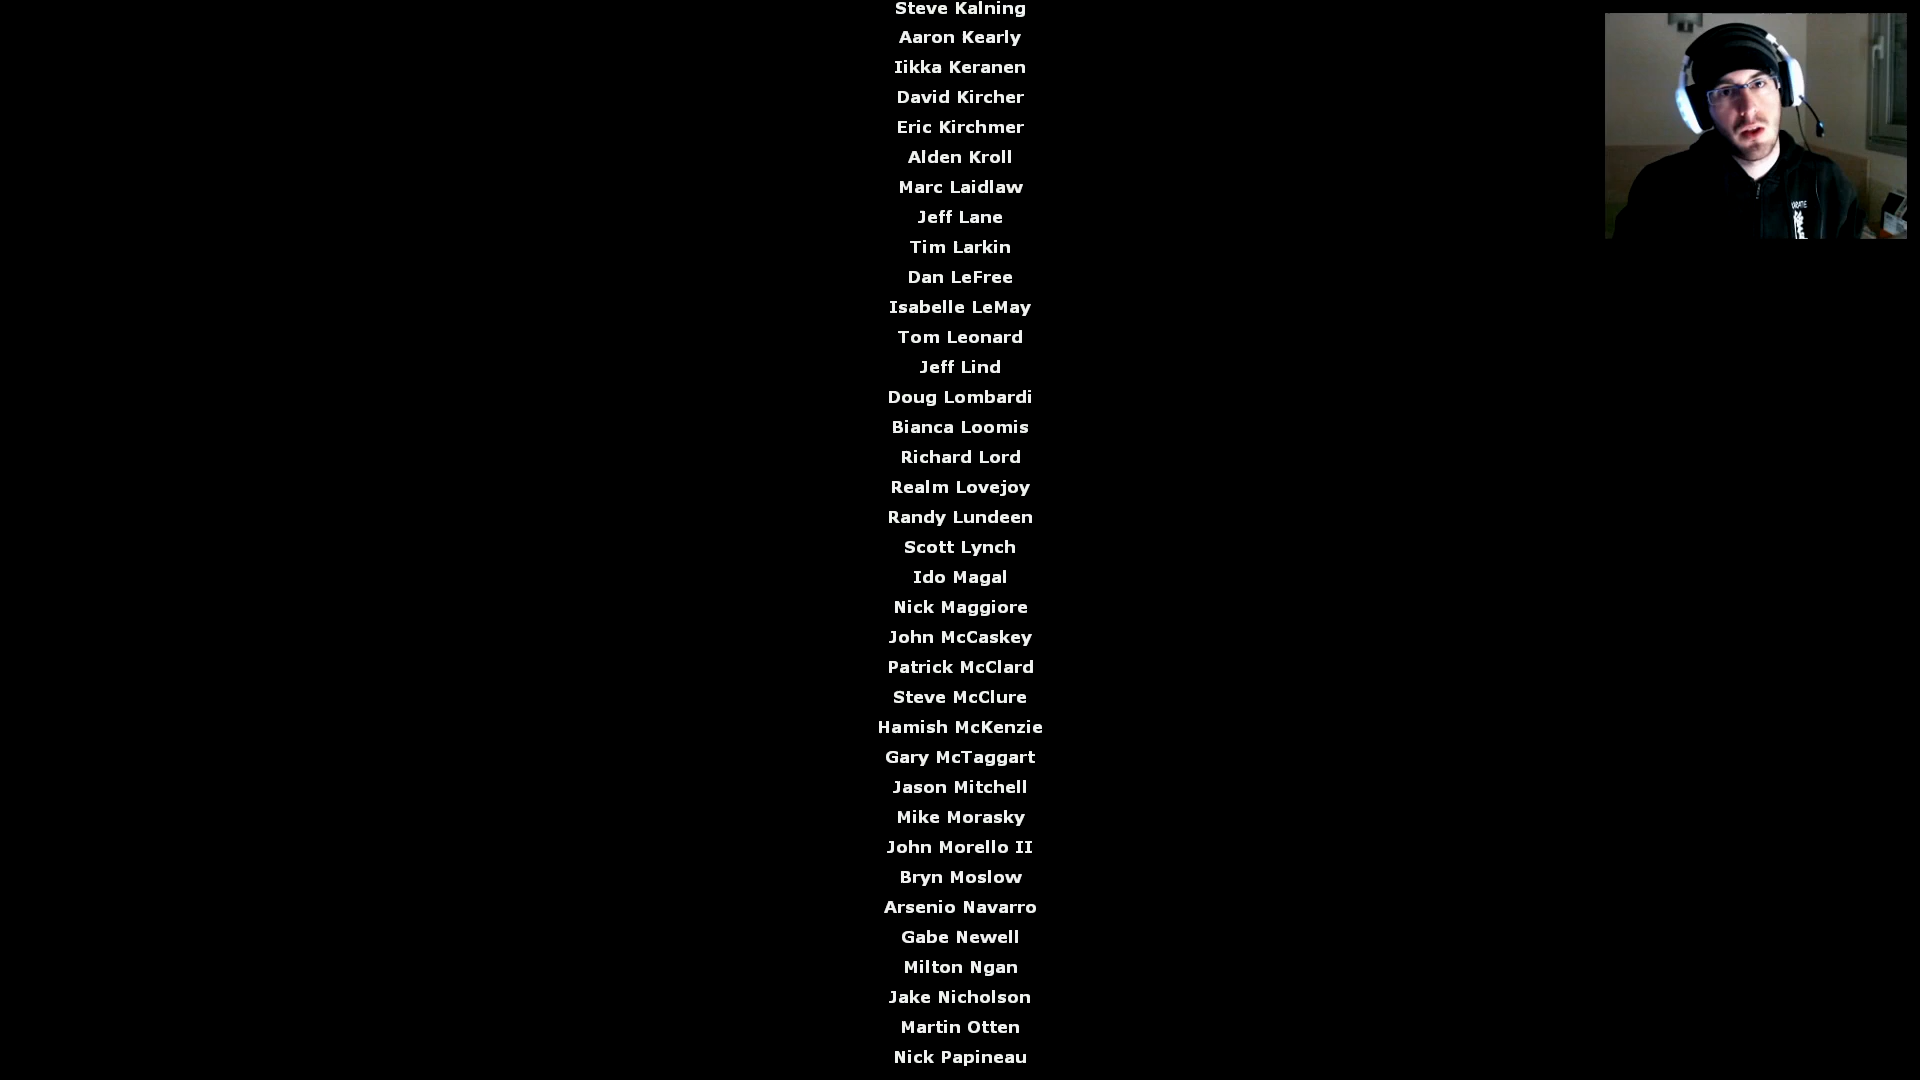 Steve Kalning
Aaron Kearly
Iikka Keranen
David Kircher
Eric Kirchmer
Alden Kroll
Marc Laidlaw
Jeff Lane
Tim Larkin
Dan LeFree
Isabelle LeMay
Tom Leonard
Jeff Lind
Doug Lombardi
Bianca Loomis
Richard Lord
Realm Lovejoy
Randy Lundeen
Scott Lynch
Ido Magal
Nick Maggiore
John McCaskey
Patrick McClard
Steve McClure
Hamish McKenzie
Gary McTaggart
Jason Mitchell
Mike Morasky
John Morello II
Bryn Moslow
Arsenio Navarro
Gabe Newell
Milton Ngan
Jake Nicholson
Martin Otten
Nick Papineau